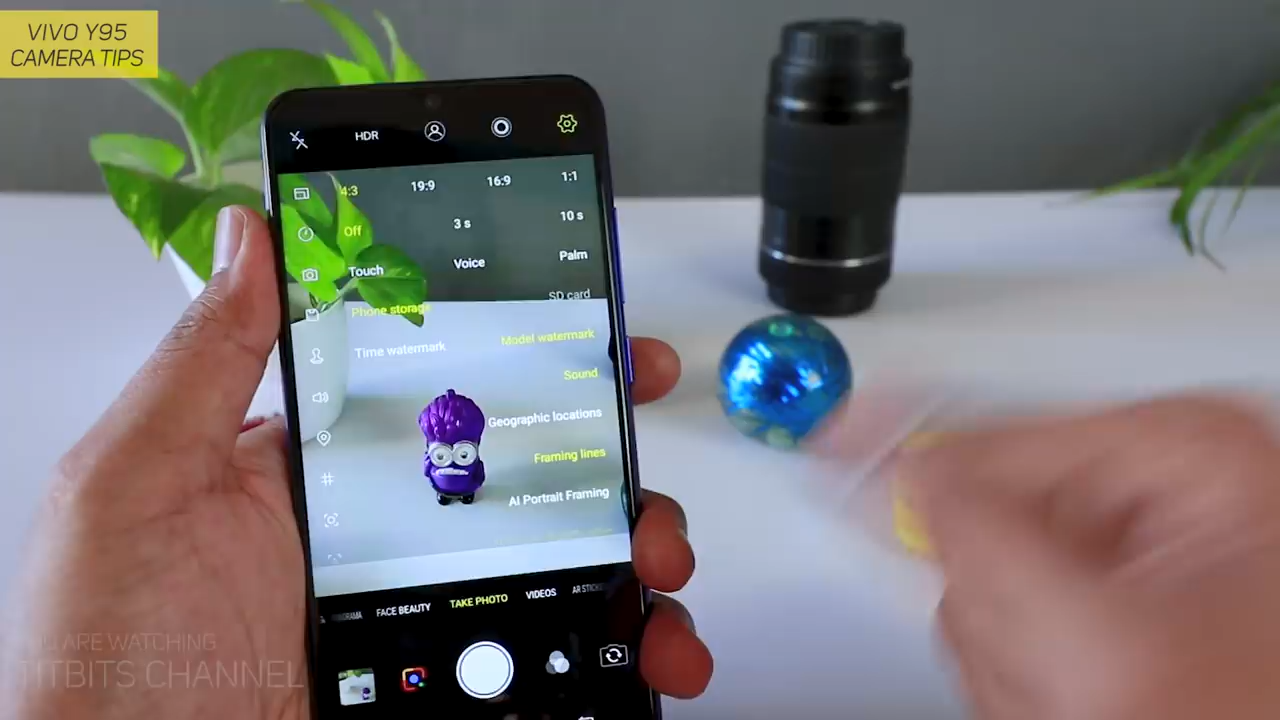 VIVO Y95
CAMERA TIPS
HDR
4:3 19:9 16:9 1:1
Off 3 s 10 s
Touch Voice Palm
Phone storage SD card
Time watermark Model watermark
Sound
Geographic locations
Framing lines
AI Portrait Framing
FACE BEAUTY TAKE PHOTO VIDEOS AR STICK
YOU ARE WATCHING
TITBITS CHANNEL